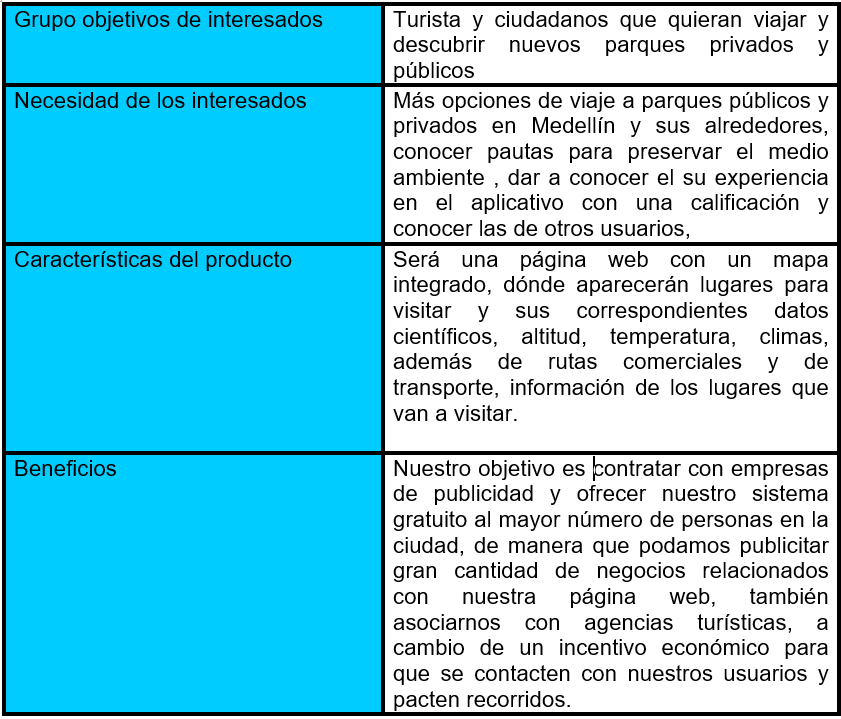 Grupo objetivos de interesados
Turista y ciudadanos que quieran viajar y
descubrir nuevos parques privados y
públicos
Necesidad de los interesados
Más opciones de viaje a parques públicos y
privados en Medellín y sus alrededores,
conocer pautas para preservar el medio
ambiente , dar a conocer el su experiencia
en el aplicativo con una calificación y
conocer las de otros usuarios,
Características del producto
Será una página web con un mapa
integrado, dónde aparecerán lugares para
visitar y sus correspondientes datos
científicos, altitud, temperatura, climas,
además de rutas comerciales y de
transporte, información de los lugares que
van a visitar.
Beneficios
Nuestro objetivo es contratar con empresas
de publicidad y ofrecer nuestro sistema
gratuito al mayor número de personas en la
ciudad, de manera que podamos publicitar
gran cantidad de negocios relacionados
con nuestra página web, también
asociarnos con agencias turísticas, a
cambio de un incentivo económico para
que se contacten con nuestros usuarios y
pacten recorridos.